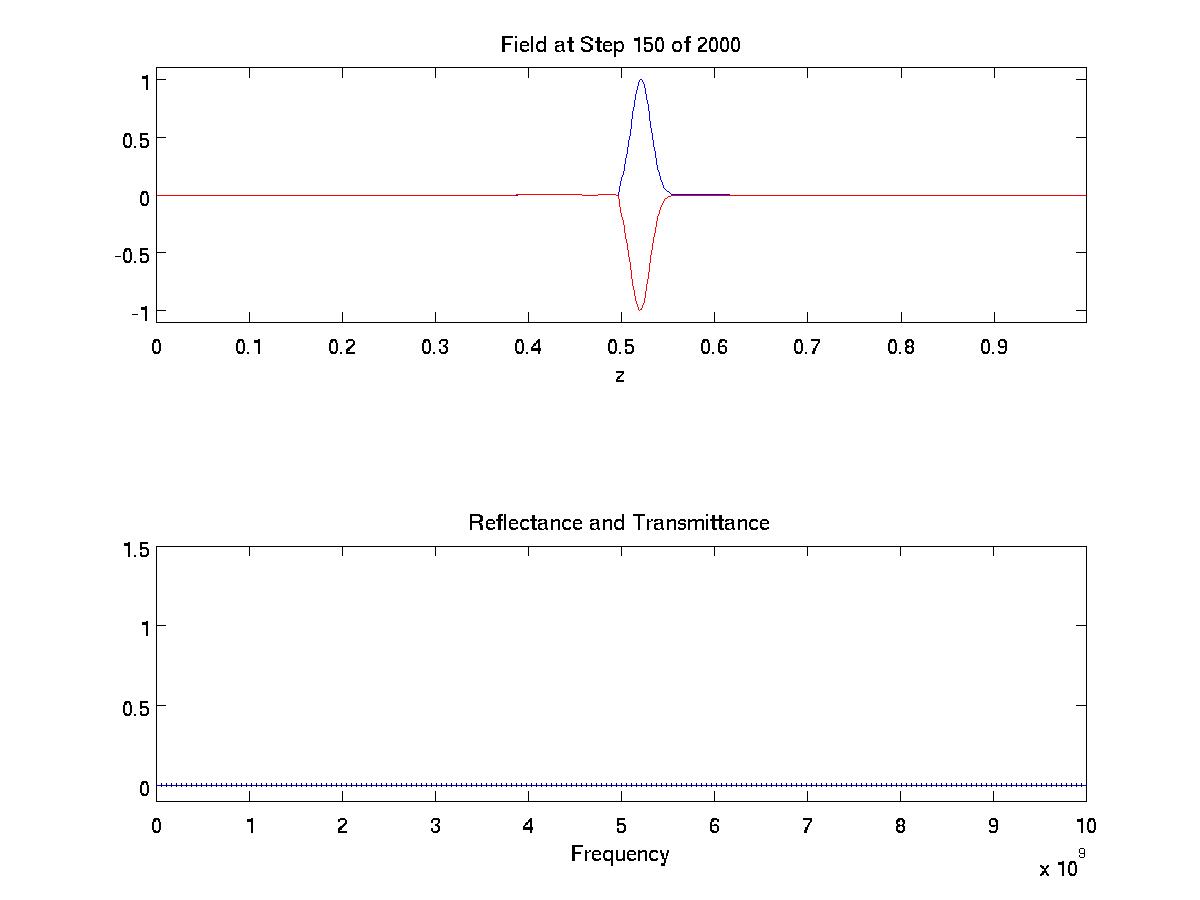 Field at Step 150 of 2000
1
0.5
0
-0.5
-1
0 0.1 0.2 0.3 0.4 0.5 0.6 0.7 0.8 0.9
z
Reflectance and Transmittance
1.5
1
0.5
0
0 1 2 3 4 5 6 7 8 9 10
Frequency
x 10^9